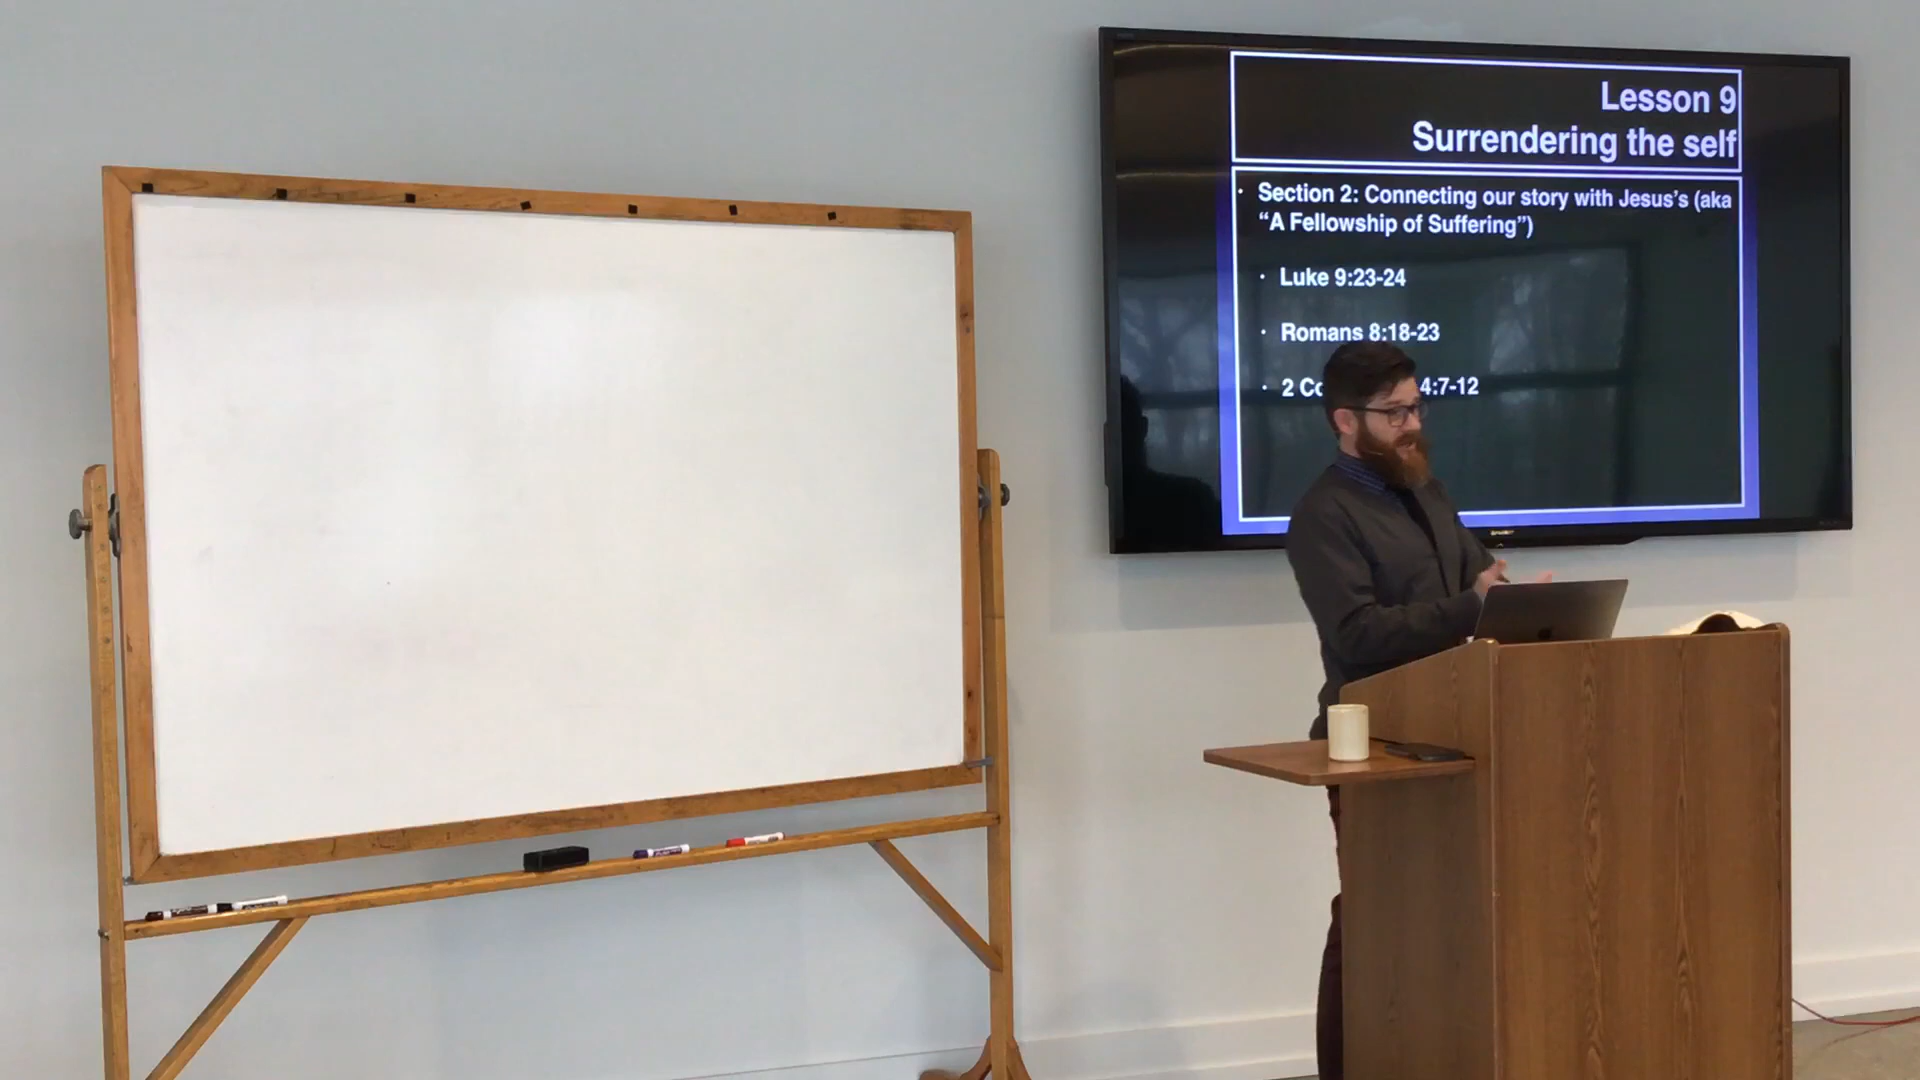 Lesson 9
Surrendering the self
• Section 2: Connecting our story with Jesus’s (aka
“A Fellowship of Suffering”)
• Luke 9:23-24
• Romans 8:18-23
• 2 4:7-12